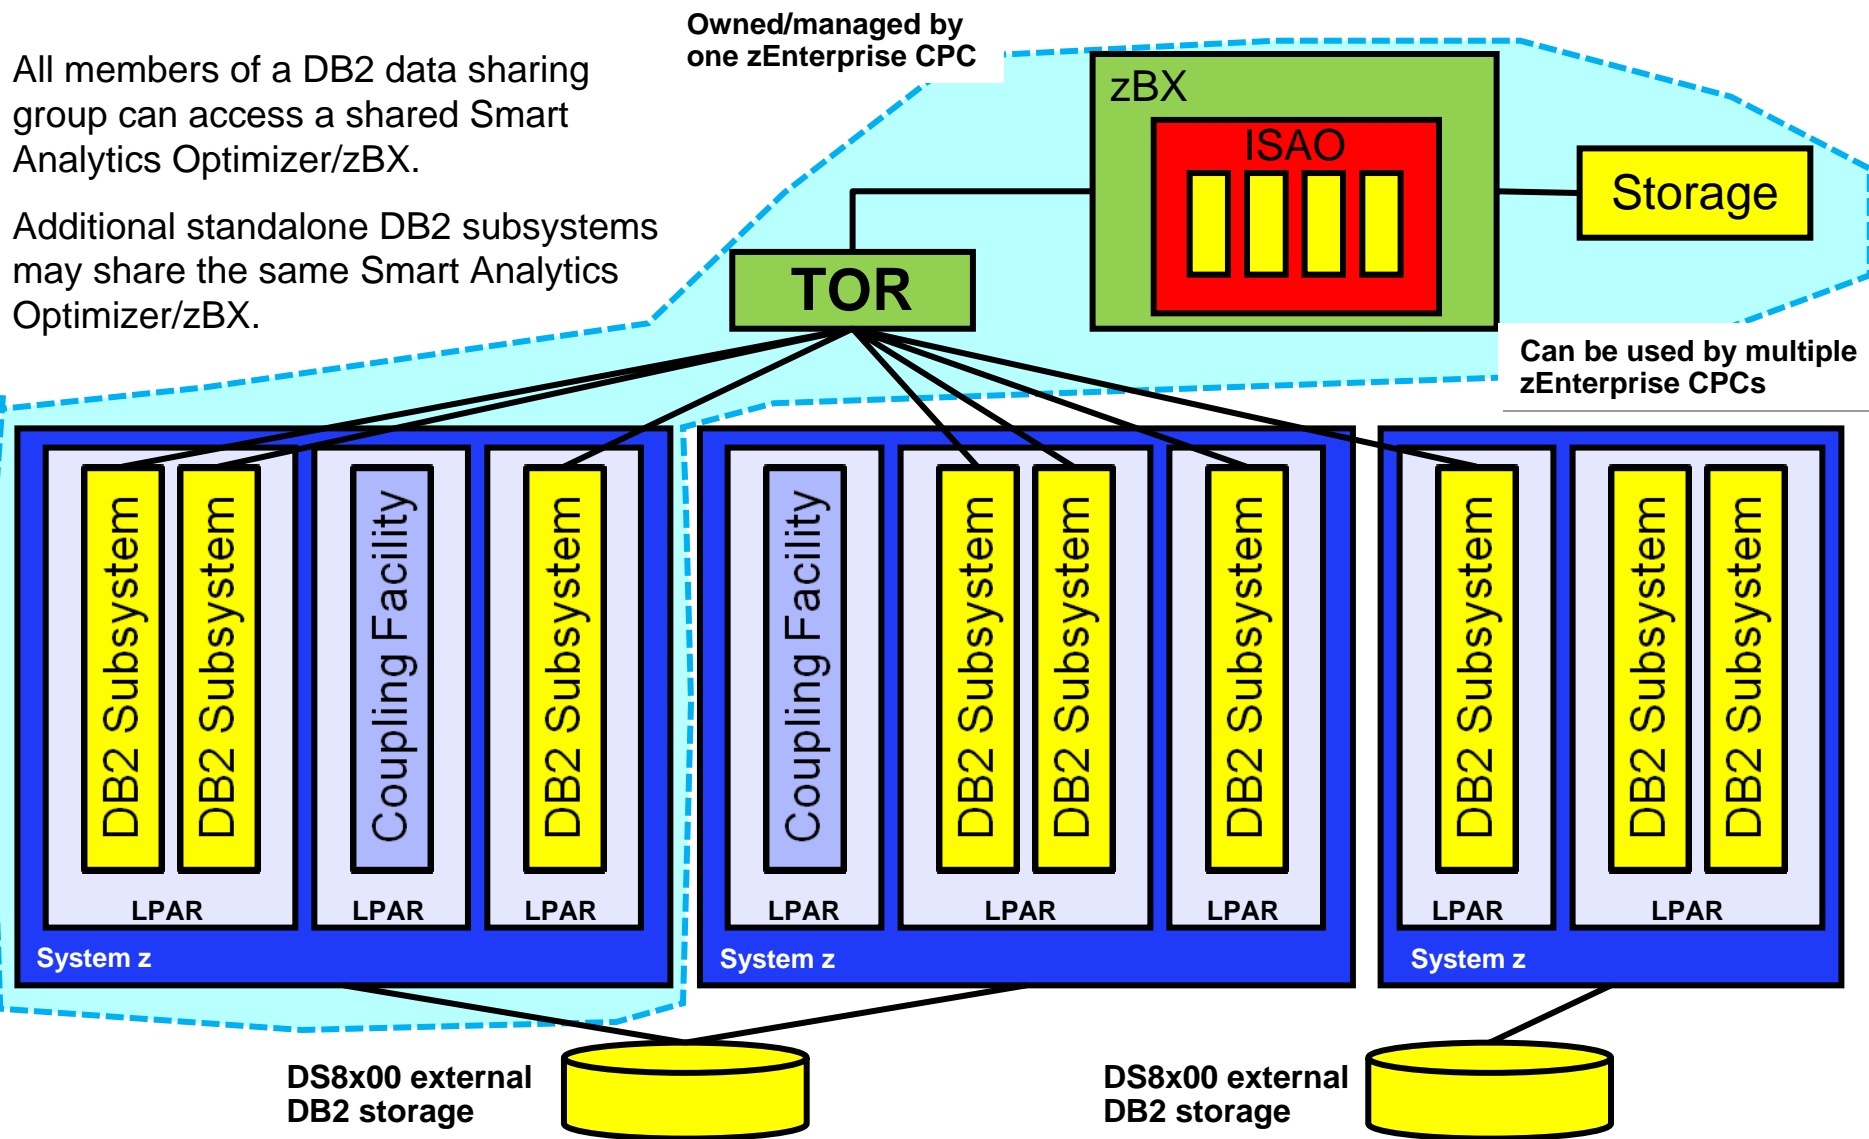 Owned/managed by
one zEnterprise CPC
All members of a DB2 data sharing
group can access a shared Smart
Analytics Optimizer/zBX.
Additional standalone DB2 subsystems
may share the same Smart Analytics
Optimizer/zBX.
zBX
ISAO
Storage
TOR
Can be used by multiple
zEnterprise CPCs
DB2 Subsystem
DB2 Subsystem
LPAR
Coupling Facility
LPAR
DB2 Subsystem
LPAR
System z
Coupling Facility
LPAR
DB2 Subsystem
DB2 Subsystem
LPAR
DB2 Subsystem
LPAR
System z
DB2 Subsystem
LPAR
DB2 Subsystem
DB2 Subsystem
LPAR
System z
DS8x00 external
DB2 storage
DS8x00 external
DB2 storage